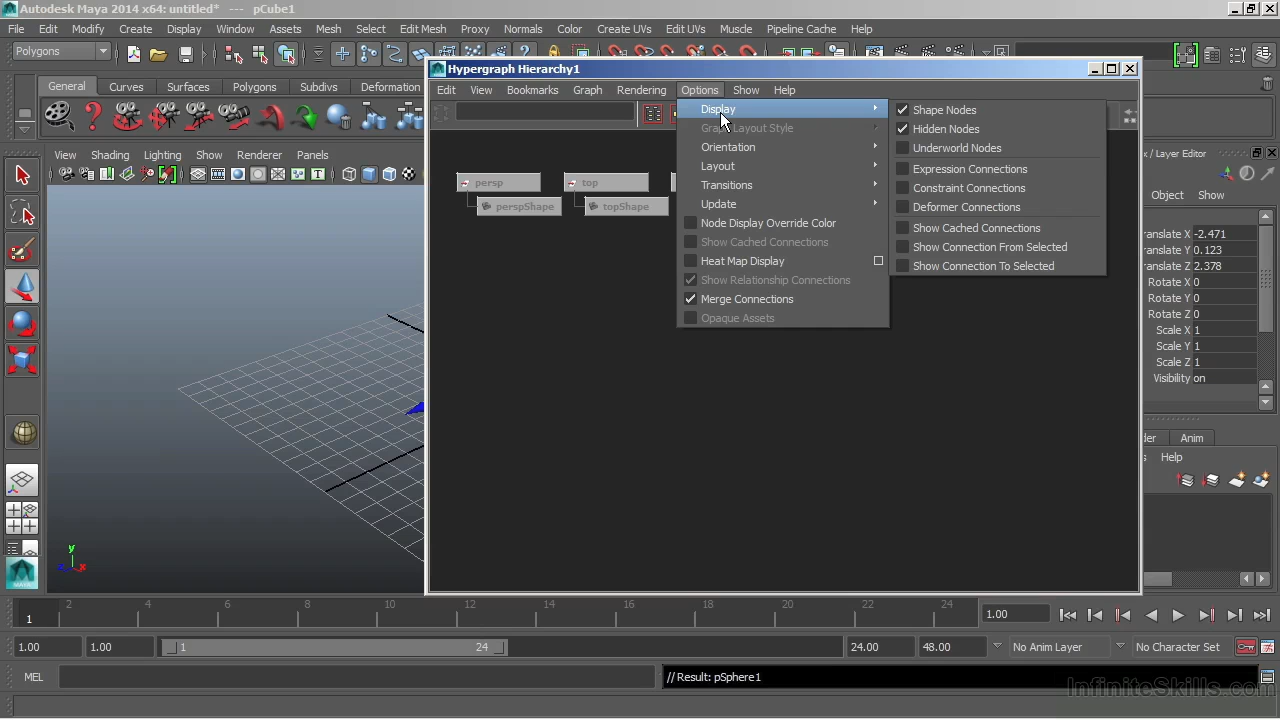 Autodesk Maya 2014 x64: untitled*   ---   pCube1
File Edit Modify Create Display Window Assets Mesh Select Edit Mesh Proxy Normals Color Create UVs Edit UVs Muscle Pipeline Cache Help
Polygons
Hypergraph Hierarchy1
General Curves Surfaces Polygons Subdivs Deformation
Edit View Bookmarks Graph Rendering Options Show Help
Display
Graph Layout Style
Orientation
Layout
Transitions
Update
Node Display Override Color
Show Cached Connections
Heat Map Display
Show Relationship Connections
Merge Connections
Opaque Assets
Shape Nodes
Hidden Nodes
Underworld Nodes
Expression Connections
Constraint Connections
Deformer Connections
Show Cached Connections
Show Connection From Selected
Show Connection To Selected
View Shading Lighting Show Renderer Panels
persp top
perspShape topShape
/ Layer Editor
Object Show
anslate X -2.471
anslate Y 0.123
anslate Z 2.378
Rotate X 0
Rotate Y 0
Rotate Z 0
Scale X 1
Scale Y 1
Scale Z 1
Visibility on
der Anim
Help
y
z x
1 2 4 6 8 10 12 14 16 18 20 22 24 1.00
1.00 1.00 1 24 24.00 48.00 No Anim Layer No Character Set
MEL // Result: pSphere1
InfiniteSkills.com